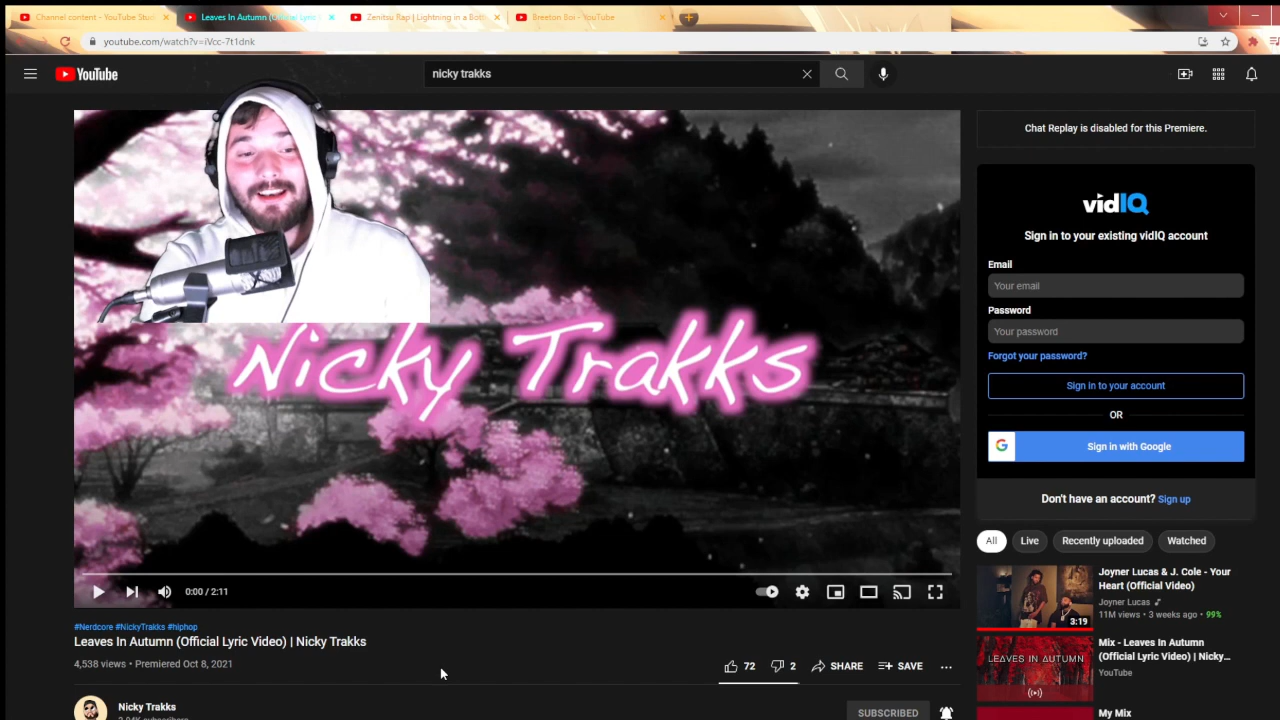 Channel content - YouTube Stu
Leaves In Autumn (Official Lyric
Zenitsu Rap | Lightning in a Bott
Breeton Boi - YouTube
youtube.com/watch?v=iVcc-7t1dnk
YouTube
nicky trakks
Chat Replay is disabled for this Premiere.
vidIQ
Sign in to your existing vidIQ account
Email
Your email
Password
Your password
Forgot your password?
Sign in to your account
OR
Sign in with Google
Don't have an account? Sign up
All
Live
Recently uploaded
Watched
Nicky Trakks
0:00 / 2:11
#Nerdcore #NickyTrakks #hiphop
Leaves In Autumn (Official Lyric Video) | Nicky Trakks
4,538 views • Premiered Oct 8, 2021
72
2
SHARE
SAVE
Nicky Trakks
SUBSCRIBED
3:19
Joyner Lucas & J. Cole - Your
Heart (Official Video)
Joyner Lucas
11M views • 3 weeks ago • 99%
LEAVES IN AUTUMN
Mix - Leaves In Autumn
(Official Lyric Video) | Nicky...
YouTube
My Mix